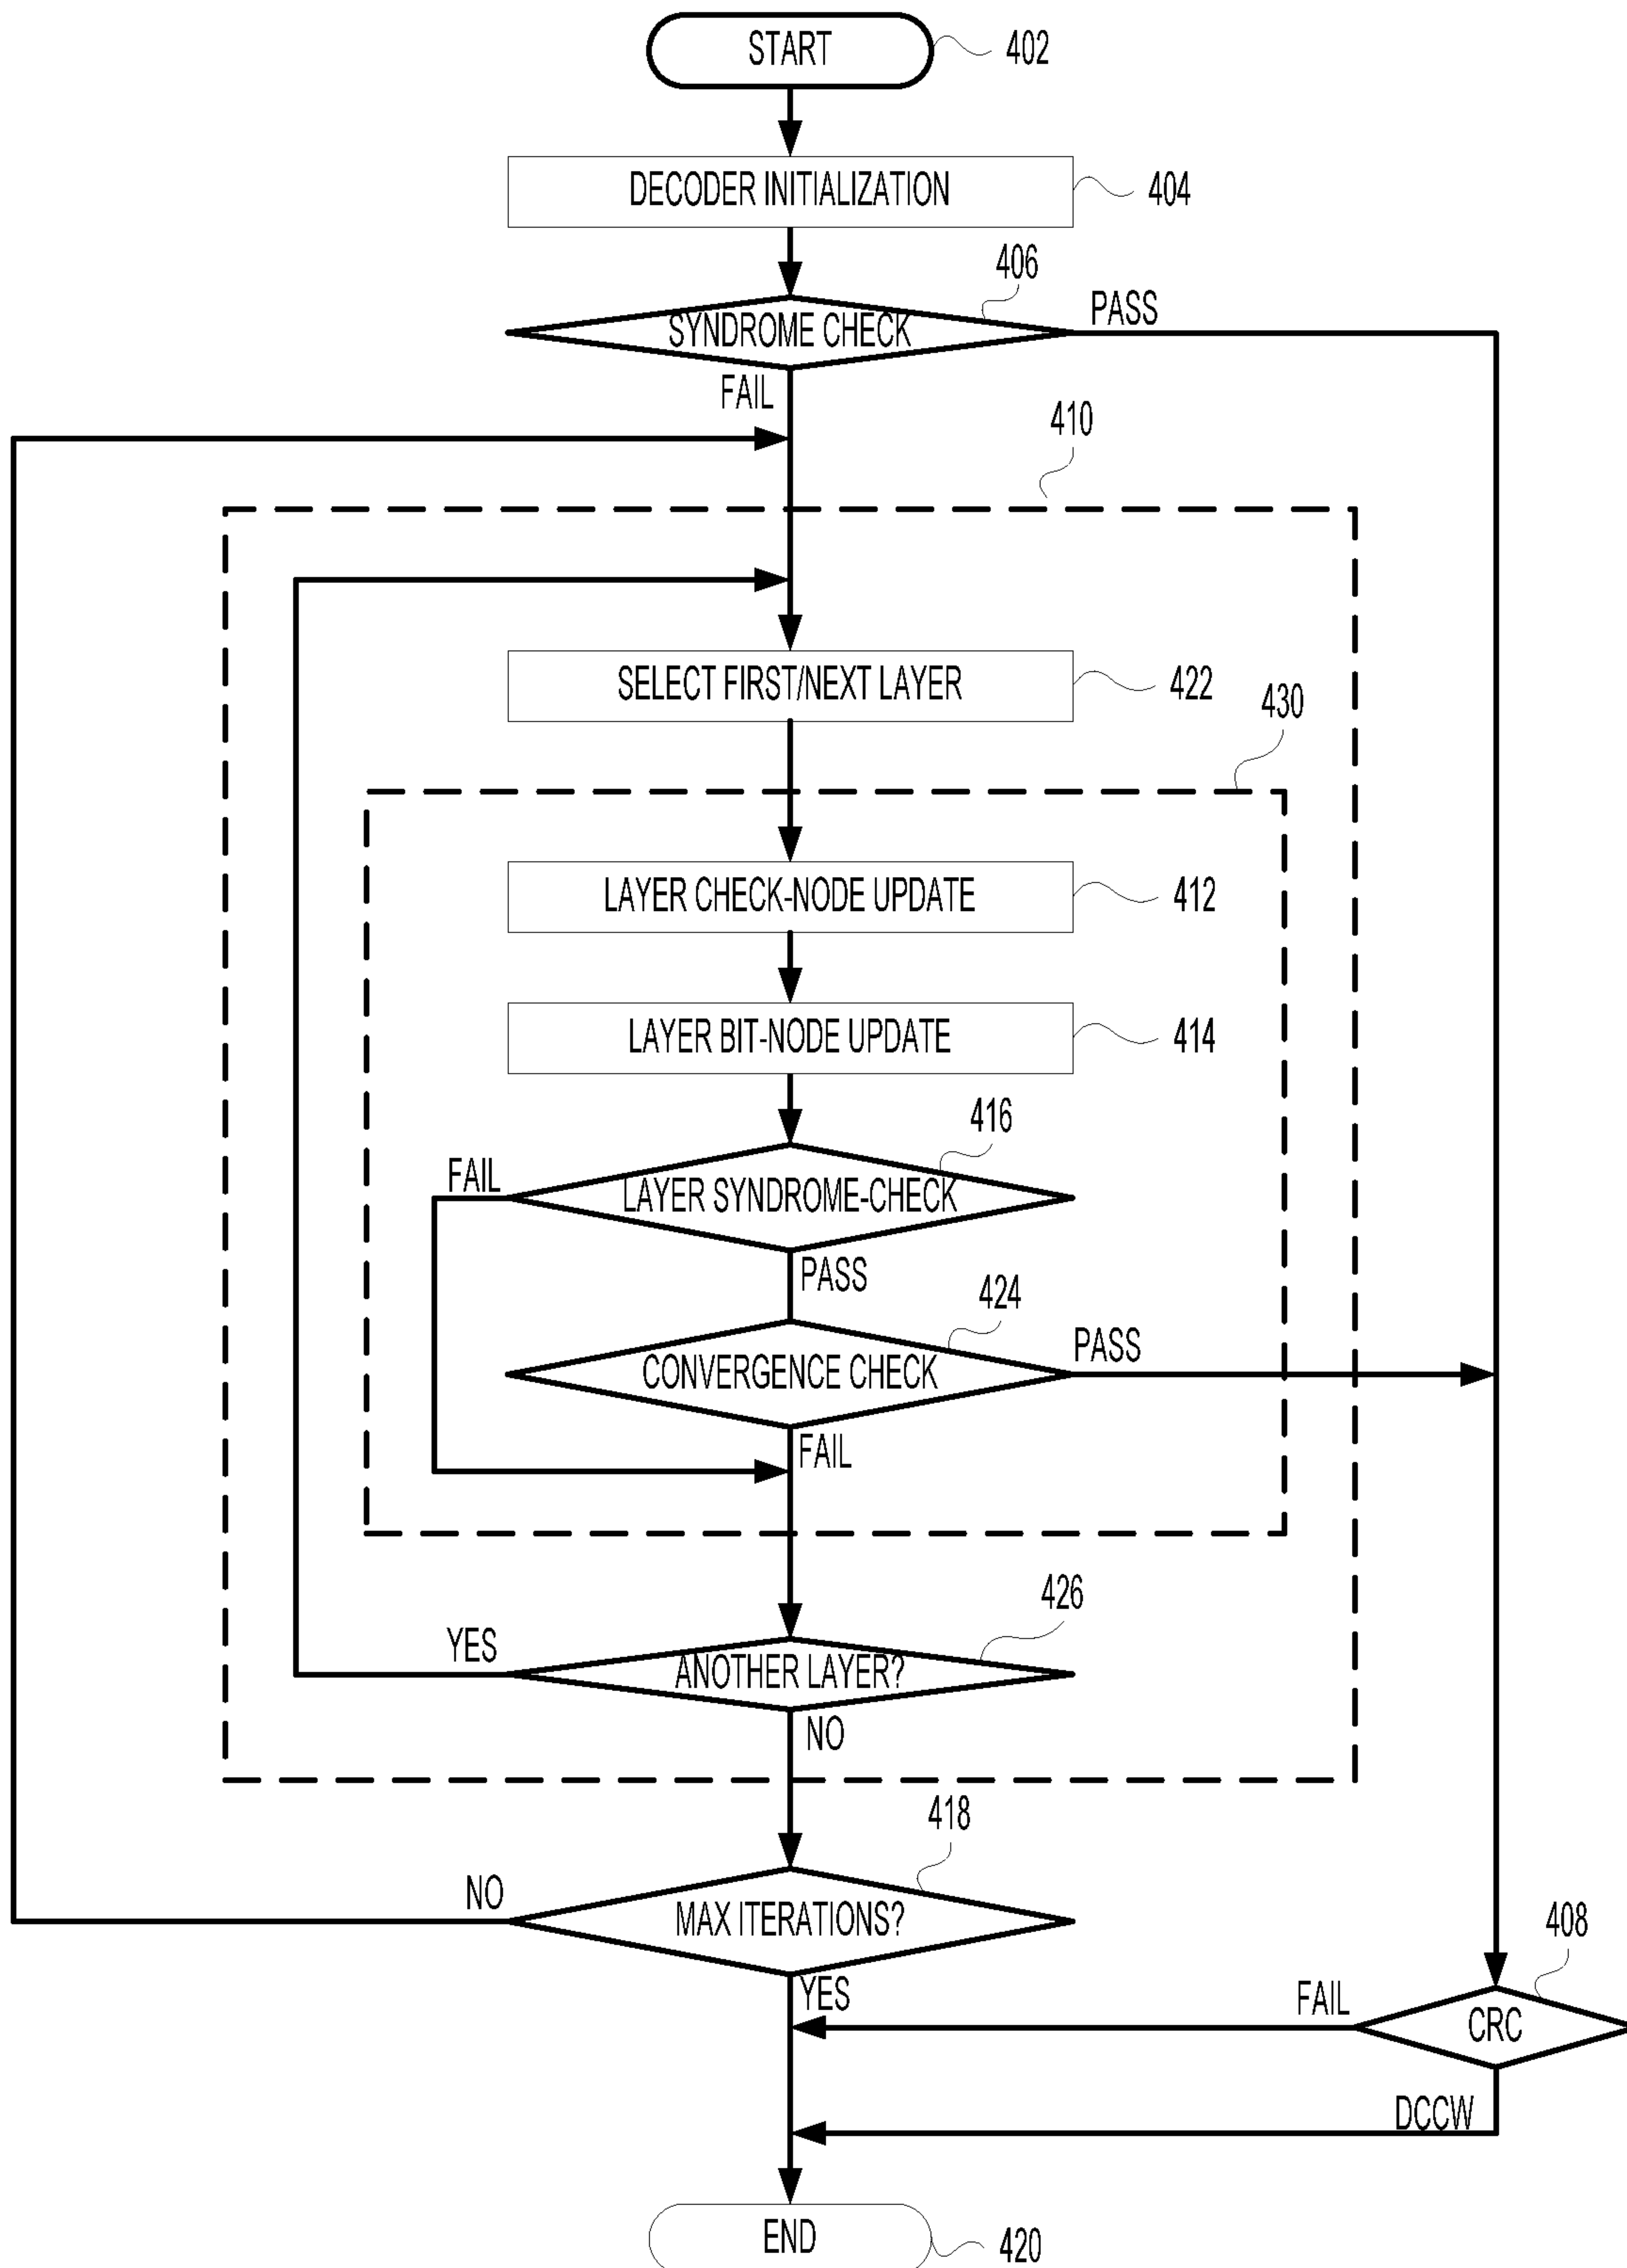 START
402
DECODER INITIALIZATION
404
406
SYNDROME CHECK
PASS
FAIL
410
SELECT FIRST/NEXT LAYER
422
430
LAYER CHECK-NODE UPDATE
412
LAYER BIT-NODE UPDATE
414
416
FAIL
LAYER SYNDROME-CHECK
PASS
424
CONVERGENCE CHECK
PASS
FAIL
426
YES
ANOTHER LAYER?
NO
418
NO
MAX ITERATIONS?
YES
408
FAIL
CRC
DCCW
END
420